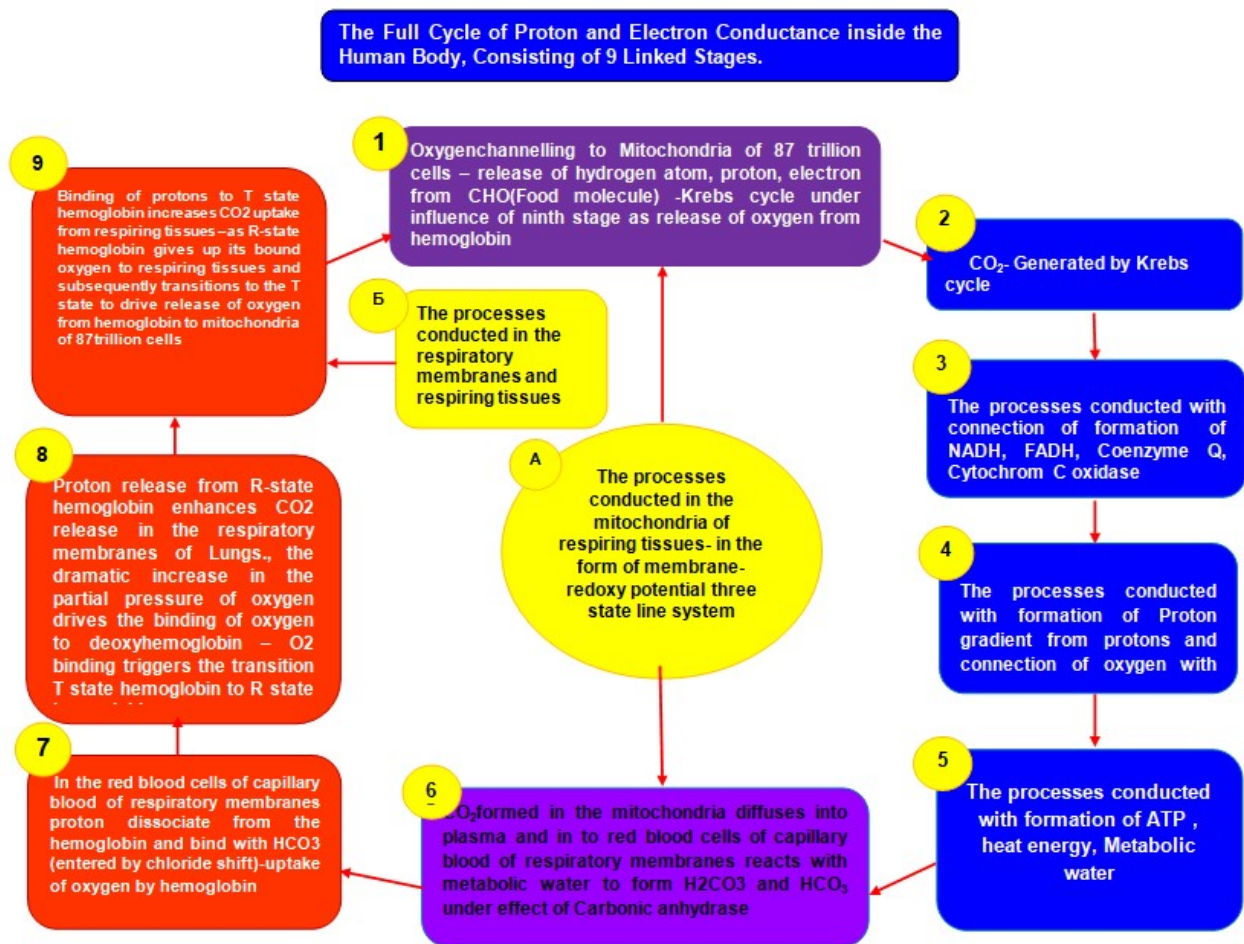 The Full Cycle of Proton and Electron Conductance inside the
Human Body, Consisting of 9 Linked Stages.
1
Oxygenchannelling to Mitochondria of 87 trillion
cells – release of hydrogen atom, proton, electron
from CHO(Food molecule) -Krebs cycle under
influence of ninth stage as release of oxygen from
hemoglobin
2
CO₂- Generated by Krebs
cycle
3
The processes conducted with
connection of formation of
NADH, FADH, Coenzyme Q,
Cytochrom C oxidase
4
The processes conducted
with formation of Proton
gradient from protons and
connection of oxygen with
5
The processes conducted
with formation of ATP ,
heat energy, Metabolic
water
6
CO₂formed in the mitochondria diffuses into
plasma and in to red blood cells of capillary
blood of respiratory membranes reacts with
metabolic water to form H2CO3 and HCO₃
under effect of Carbonic anhydrase
7
In the red blood cells of capillary
blood of respiratory membranes
proton dissociate from the
hemoglobin and bind with HCO3
(entered by chloride shift)-uptake
of oxygen by hemoglobin
8
Proton release from R-state
hemoglobin enhances CO2
release in the respiratory
membranes of Lungs., the
dramatic increase in the
partial pressure of oxygen
drives the binding of oxygen
to deoxyhemoglobin – O2
binding triggers the transition
T state hemoglobin to R state
9
Binding of protons to T state
hemoglobin increases CO2 uptake
from respiring tissues –as R-state
hemoglobin gives up its bound
oxygen to respiring tissues and
subsequently transitions to the T
state to drive release of oxygen
from hemoglobin to mitochondria
of 87trillion cells
Б
The processes
conducted in the
respiratory
membranes and
respiring tissues
A
The processes
conducted in the
mitochondria of
respiring tissues- in the
form of membrane-
redoxy potential three
state line system